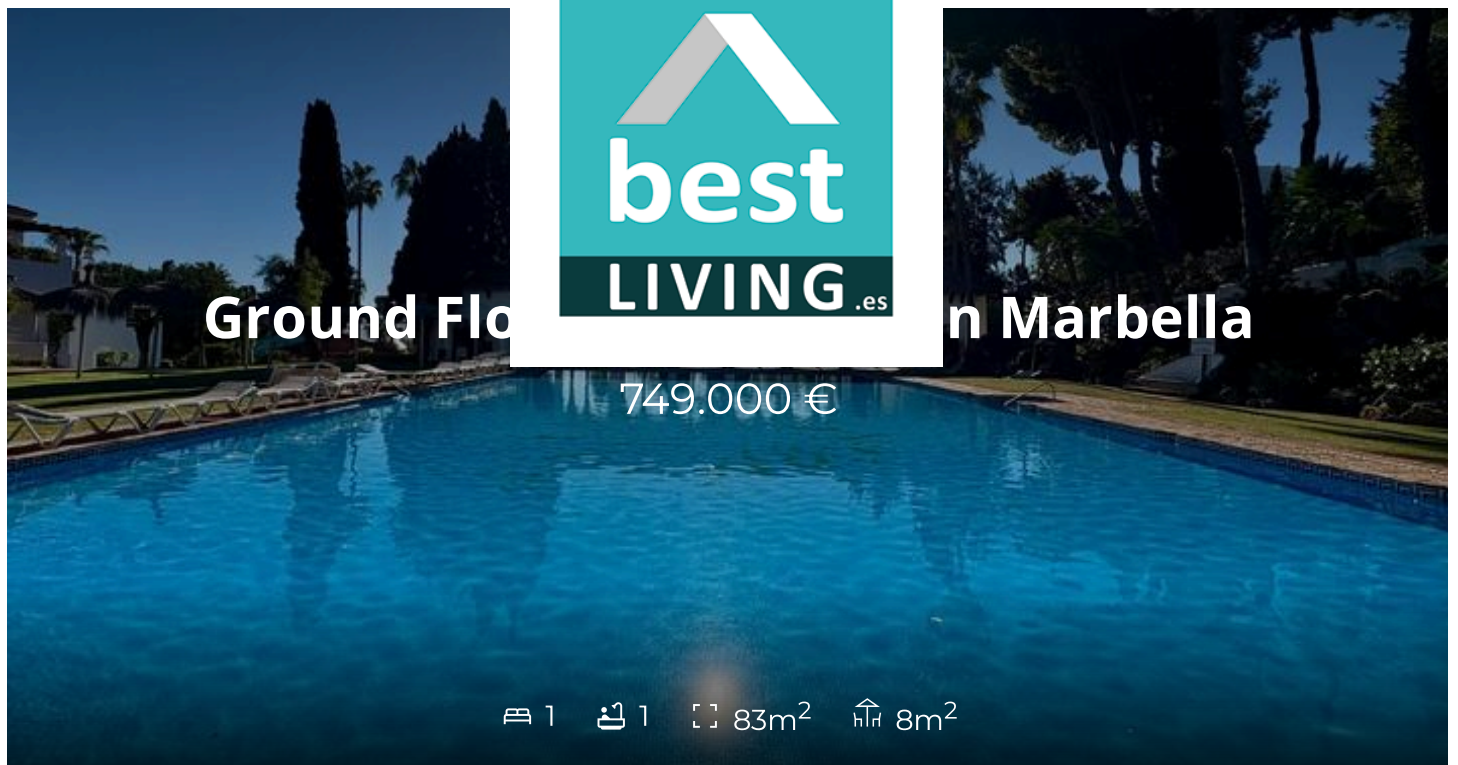 best
LIVING.es
Ground Flo n Marbella
749.000 €
1 1 83m² 8m²